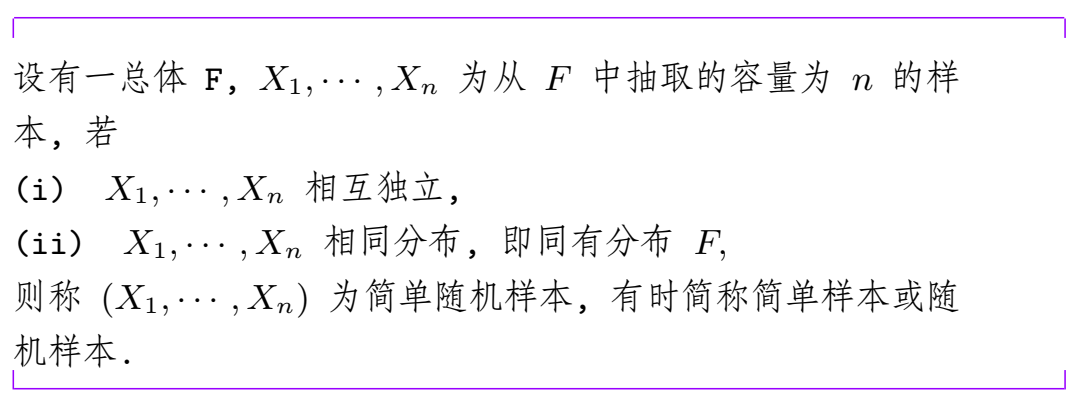 设有一总体 F, X₁,⋯,Xₙ 为从 F 中抽取的容量为 n 的样
本, 若
(i) X₁,⋯,Xₙ 相互独立,
(ii) X₁,⋯,Xₙ 相同分布, 即同有分布 F,
则称 (X₁,⋯,Xₙ) 为简单随机样本, 有时简称简单样本或随
机样本.